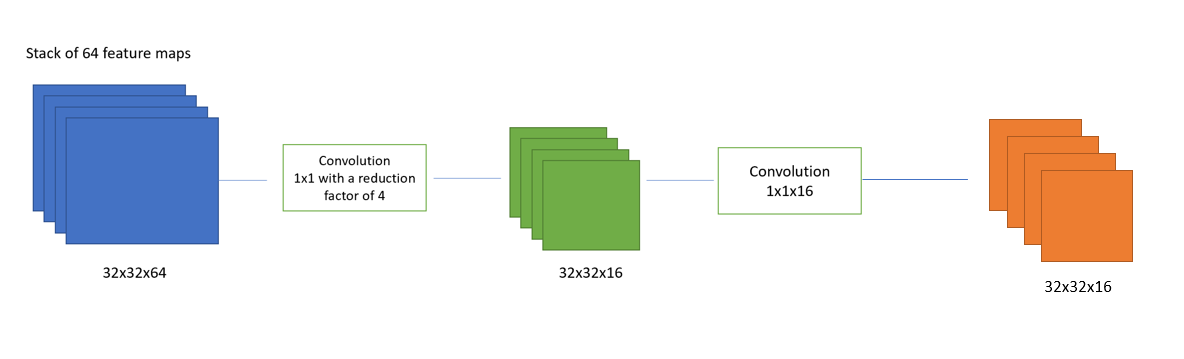 Stack of 64 feature maps
Convolution
1x1 with a reduction
factor of 4
Convolution
1x1x16
32x32x64
32x32x16
32x32x16